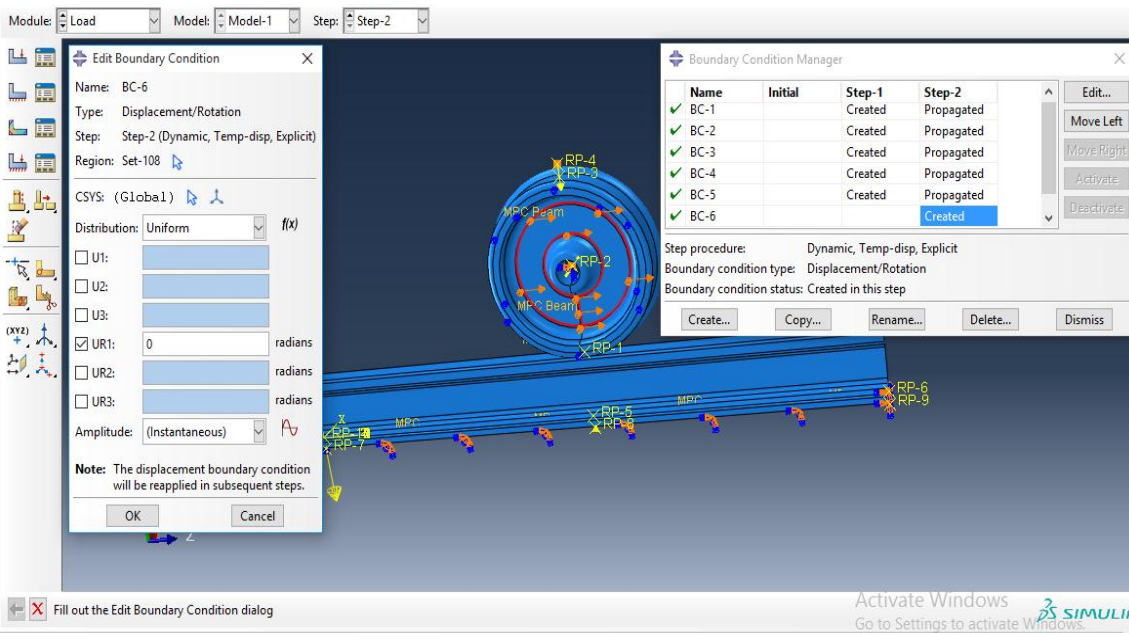 Module: Load Model: Model-1 Step: Step-2
Edit Boundary Condition
Name: BC-6
Type: Displacement/Rotation
Step: Step-2 (Dynamic, Temp-disp, Explicit)
Region: Set-108
CSYS: (Global)
Distribution: Uniform f(x)
U1:
U2:
U3:
UR1: 0 radians
UR2: radians
UR3: radians
Amplitude: (Instantaneous)
Note: The displacement boundary condition
will be reapplied in subsequent steps.
OK Cancel
Boundary Condition Manager
Name Initial Step-1 Step-2 Edit...
BC-1 Created Propagated
BC-2 Created Propagated Move Left
BC-3 Created Propagated Move Right
BC-4 Created Propagated Activate
BC-5 Created Propagated
BC-6 Created Deactivate
Step procedure: Dynamic, Temp-disp, Explicit
Boundary condition type: Displacement/Rotation
Boundary condition status: Created in this step
Create... Copy... Rename... Delete... Dismiss
RP-4
RP-3
MPC Beam
RP-2
MPC Beam
RP-1
RP-6
RP-9
MPC
RP-5
RP-8
MPC
X
RP-7
Z
(XYZ)
Fill out the Edit Boundary Condition dialog
Activate Windows
Go to Settings to activate Windows.
SIMULI